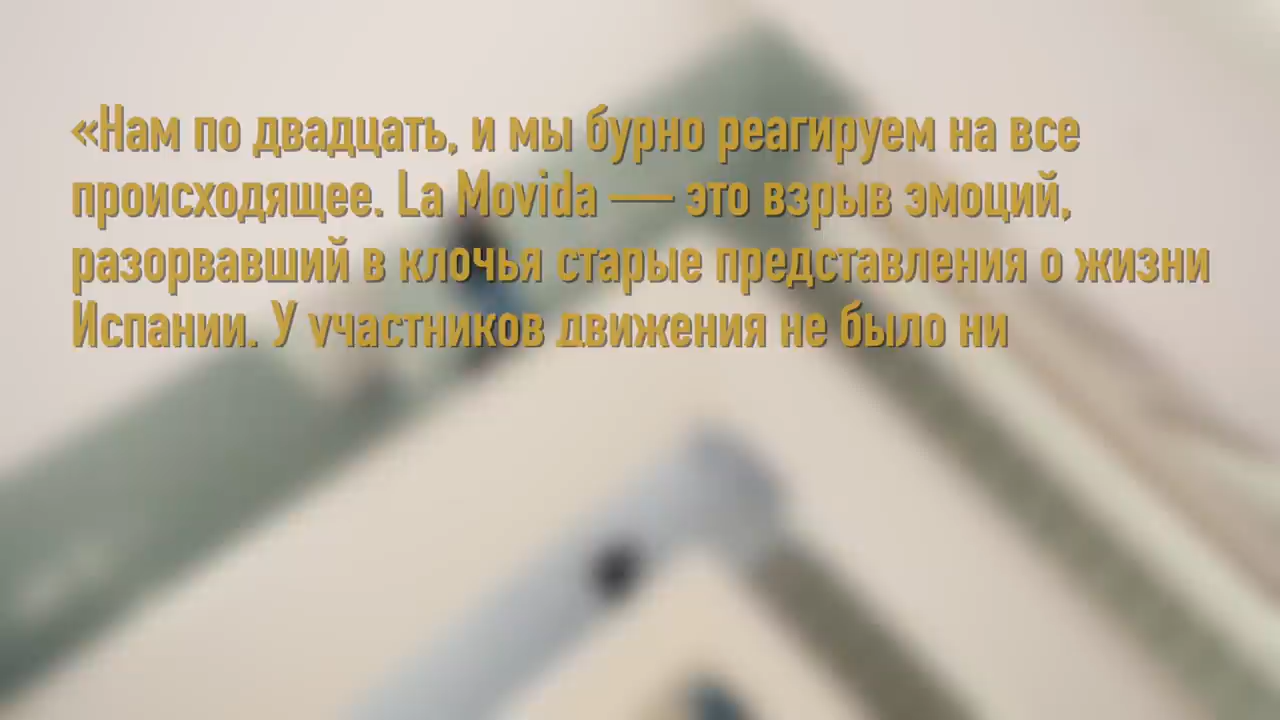 «Нам по двадцать, и мы бурно реагируем на все
происходящее. La Movida — это взрыв эмоций,
разорвавший в клочья старые представления о жизни
Испании. У участников движения не было ни